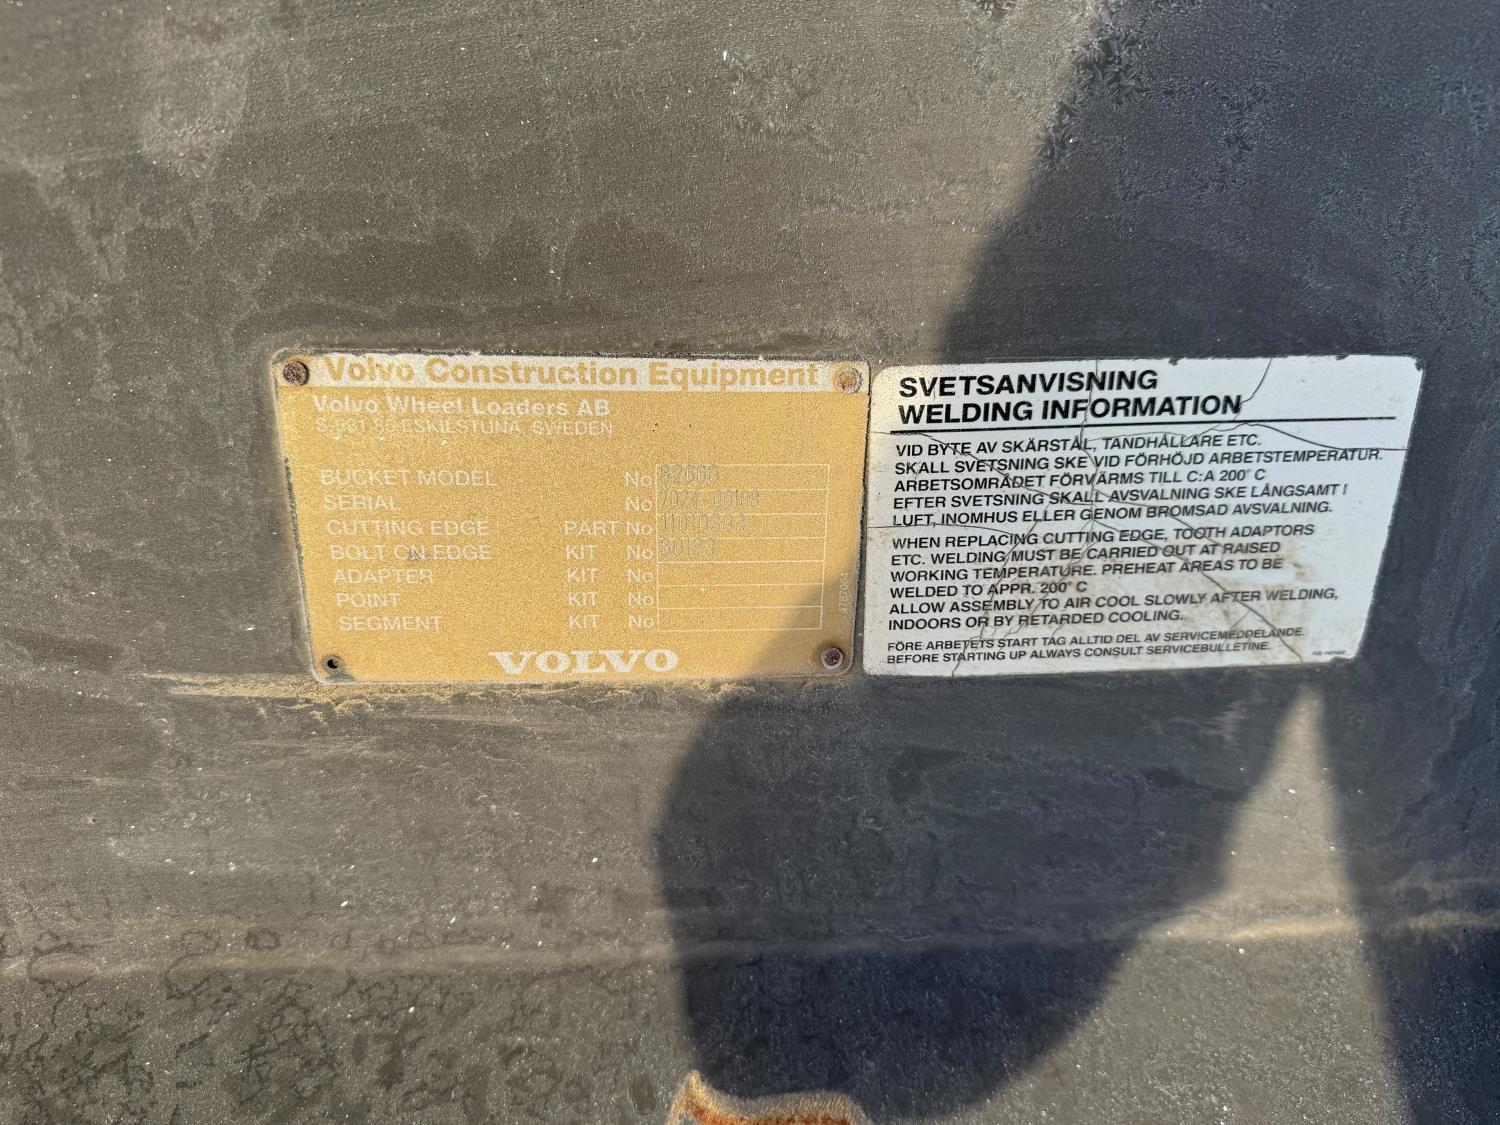 Volvo Construction Equipment
Volvo Wheel Loaders AB
ESKILSTUNA, SWEDEN
BUCKET MODEL No
SERIAL No
CUTTING EDGE PART No
BOLT ON EDGE KIT No
ADAPTER KIT No
POINT KIT No
SEGMENT KIT No
VOLVO
SVETSANVISNING
WELDING INFORMATION
VID BYTE AV SKÄRSTÅL, TANDHÅLLARE ETC.
SKALL SVETSNING SKE VID FÖRHÖJD ARBETSTEMPERATUR.
ARBETSOMRÅDET FÖRVÄRMS TILL C:A 200° C
EFTER SVETSNING SKALL AVSVALNING SKE LÅNGSAMT I
LUFT, INOMHUS ELLER GENOM BROMSAD AVSVALNING.
WHEN REPLACING CUTTING EDGE, TOOTH ADAPTORS
ETC. WELDING MUST BE CARRIED OUT AT RAISED
WORKING TEMPERATURE. PREHEAT AREAS TO BE
WELDED TO APPR. 200° C
ALLOW ASSEMBLY TO AIR COOL SLOWLY AFTER WELDING,
INDOORS OR BY RETARDED COOLING.
FÖRE ARBETETS START TAG ALLTID DEL AV SERVICEMEDDELANDE.
BEFORE STARTING UP ALWAYS CONSULT SERVICEBULLETINE.